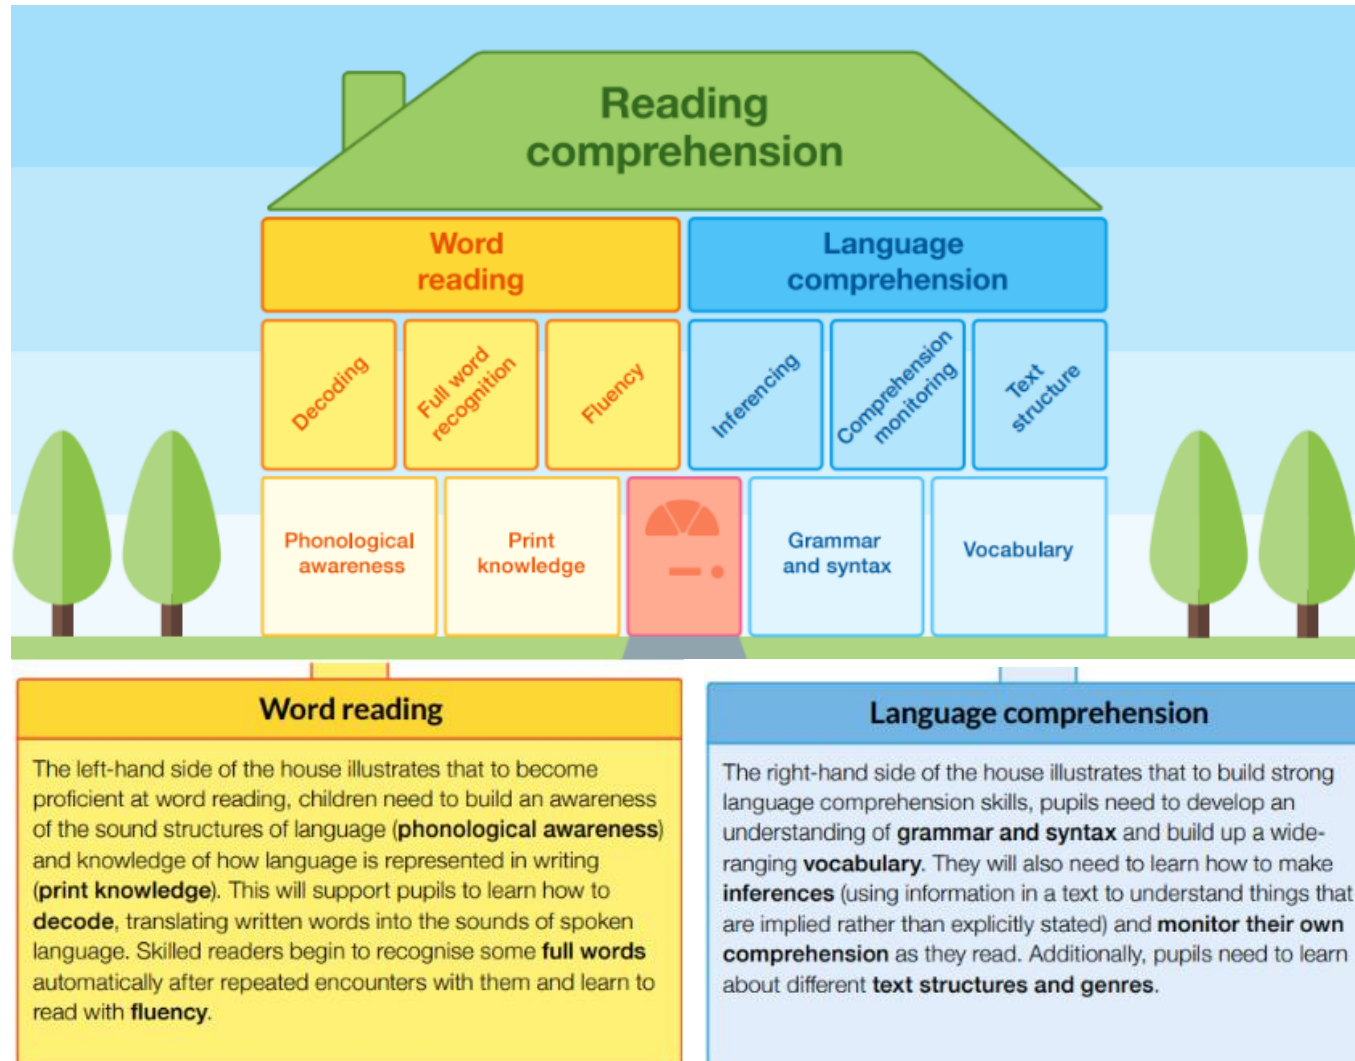 Reading
comprehension
Word
reading
Language
comprehension
Decoding
Full word
recognition
Fluency
Inferencing
Comprehension
monitoring
Text
structure
Phonological
awareness
Print
knowledge
Grammar
and syntax
Vocabulary
Word reading
The left-hand side of the house illustrates that to become
proficient at word reading, children need to build an awareness
of the sound structures of language (phonological awareness)
and knowledge of how language is represented in writing
(print knowledge). This will support pupils to learn how to
decode, translating written words into the sounds of spoken
language. Skilled readers begin to recognise some full words
automatically after repeated encounters with them and learn to
read with fluency.
Language comprehension
The right-hand side of the house illustrates that to build strong
language comprehension skills, pupils need to develop an
understanding of grammar and syntax and build up a wide-
ranging vocabulary. They will also need to learn how to make
inferences (using information in a text to understand things that
are implied rather than explicitly stated) and monitor their own
comprehension as they read. Additionally, pupils need to learn
about different text structures and genres.